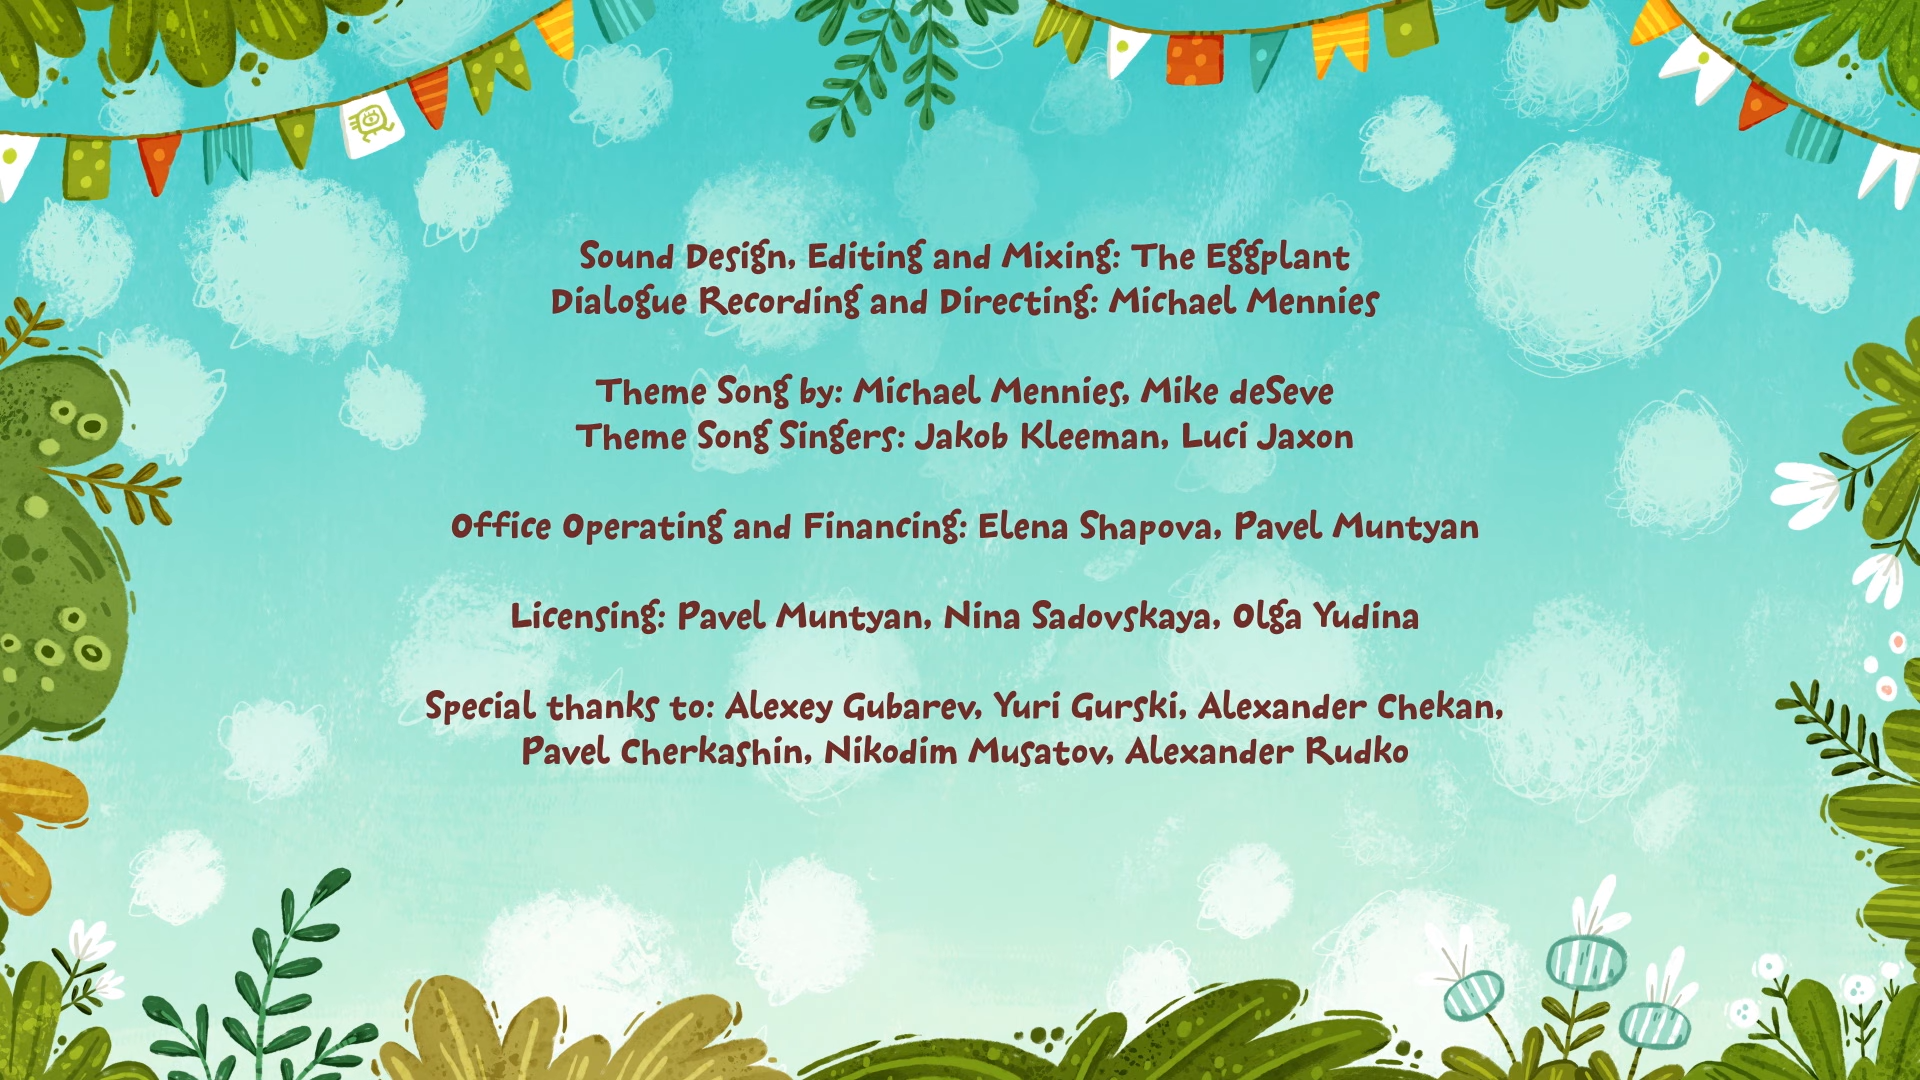 Sound Design, Editing and Mixing: The Eggplant
Dialogue Recording and Directing: Michael Mennies
Theme Song by: Michael Mennies, Mike deSeve
Theme Song Singers: Jakob Kleeman, Luci Jaxon
Office Operating and Financing: Elena Shapova, Pavel Muntyan
Licensing: Pavel Muntyan, Nina Sadovskaya, Olga Yudina
Special thanks to: Alexey Gubarev, Yuri Gurski, Alexander Chekan,
Pavel Cherkashin, Nikodim Musatov, Alexander Rudko